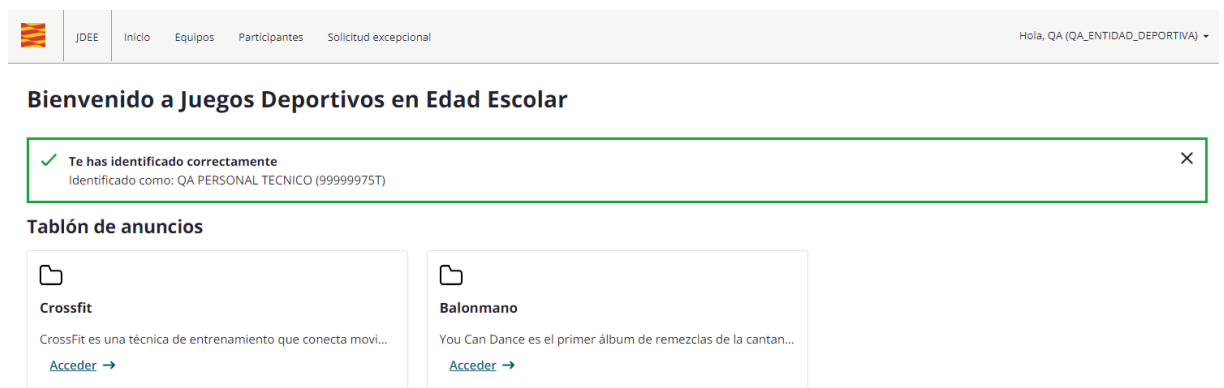 JDEE Inicio Equipos Participantes Solicitud excepcional Hola, QA (QA_ENTIDAD_DEPORTIVA)
Bienvenido a Juegos Deportivos en Edad Escolar
Te has identificado correctamente
Identificado como: QA PERSONAL TECNICO (99999975T)
Tablón de anuncios
Crossfit
CrossFit es una técnica de entrenamiento que conecta movi...
Acceder →
Balonmano
You Can Dance es el primer álbum de remezclas de la cantan...
Acceder →